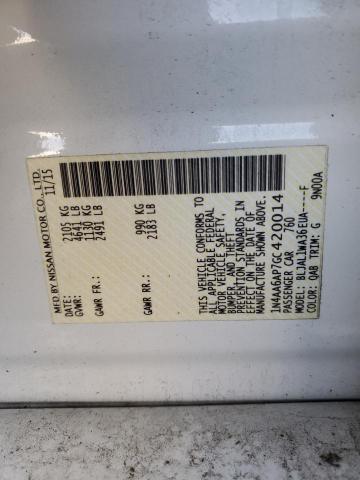 MFD BY NISSAN MOTOR CO., LTD.
11/15
2105 KG
GVWR: 4641 LB
1130 KG
GAWR FR: 2491 LB
990 KG
GAWR RR: 2183 LB
THIS VEHICLE CONFORMS TO
ALL APPLICABLE FEDERAL
MOTOR VEHICLE SAFETY,
BUMPER, AND THEFT
PREVENTION STANDARDS IN
EFFECT ON THE DATE OF
MANUFACTURE SHOWN ABOVE.
1N4AA6AP7GC420014
PASSENGER CAR 760
MODEL: BLJALIWA36EUA----F
COLOR: QAB TRIM: G 9N00A